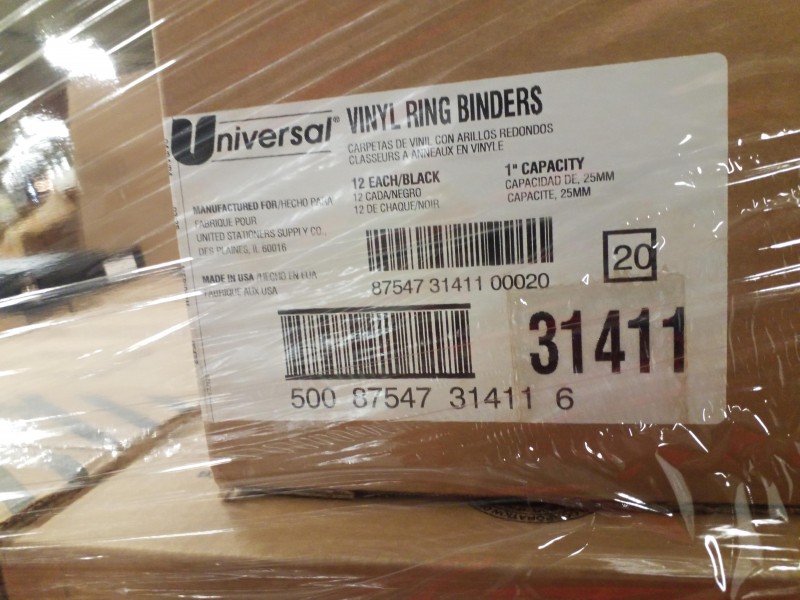 Universal®
VINYL RING BINDERS
CARPETAS DE VINIL CON ARILLOS REDONDOS
CLASSEURS A ANNEAUX EN VINYLE
12 EACH/BLACK
12 CADA/NEGRO
12 DE CHAQUE/NOIR
1" CAPACITY
CAPACIDAD DE, 25MM
CAPACITE, 25MM
MANUFACTURED FOR/HECHO PARA
FABRIQUE POUR
UNITED STATIONERS SUPPLY CO.
DES PLAINES, IL 60016
MADE IN USA/HECHO EN EUA
FABRIQUE AUX USA
87547 31411 00020
20
31411
500 87547 31411 6